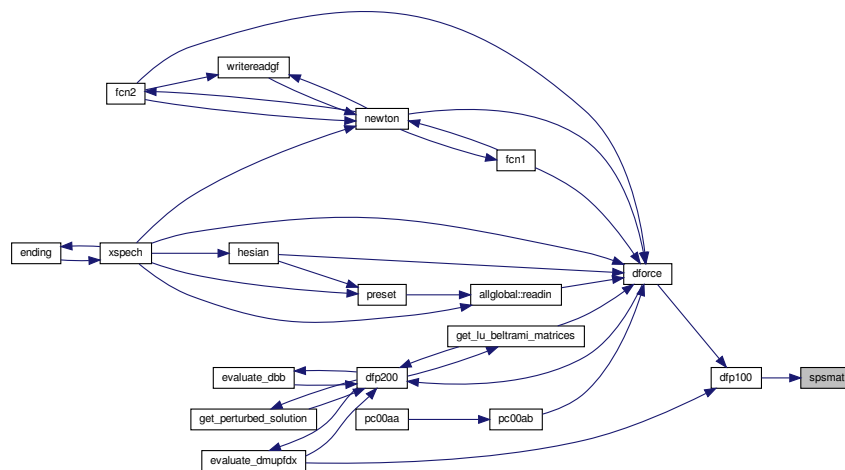 writereadgf
fcn2
newton
fcn1
ending
xspech
hesian
dforce
preset
allglobal::readin
get_lu_beltrami_matrices
evaluate_dbb
dfp200
dfp100
spsmat
get_perturbed_solution
pc00aa
pc00ab
evaluate_dmupfdx